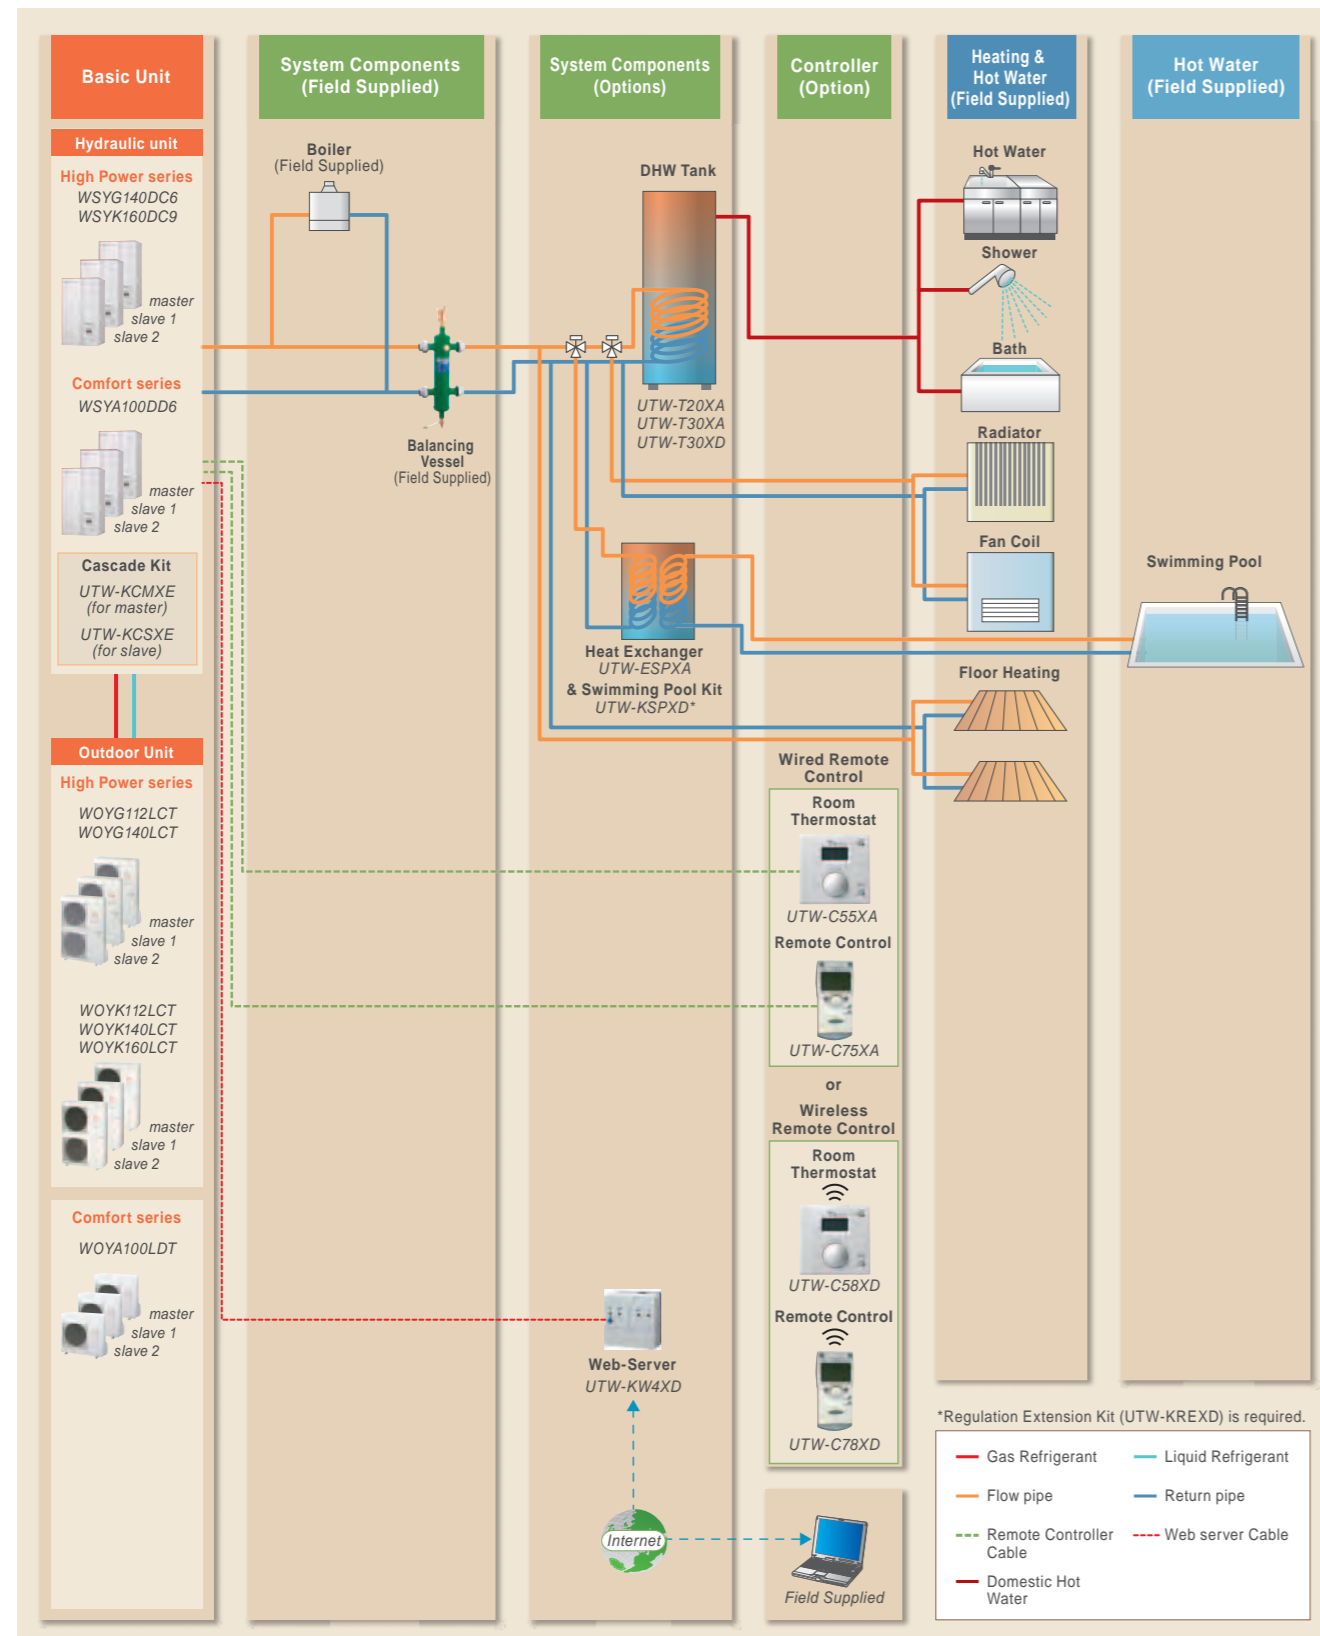 Basic Unit
System Components
(Field Supplied)
System Components
(Options)
Controller
(Option)
Heating &
Hot Water
(Field Supplied)
Hot Water
(Field Supplied)
Hydraulic unit
High Power series
WSYG140DC6
WSYK160DC9
master
slave 1
slave 2
Comfort series
WSYA100DD6
master
slave 1
slave 2
Cascade Kit
UTW-KCMXE
(for master)
UTW-KCSXE
(for slave)
Outdoor Unit
High Power series
WOYG112LCT
WOYG140LCT
master
slave 1
slave 2
WOYK112LCT
WOYK140LCT
WOYK160LCT
master
slave 1
slave 2
Comfort series
WOYA100LDT
master
slave 1
slave 2
Boiler
(Field Supplied)
Balancing
Vessel
(Field Supplied)
DHW Tank
UTW-T20XA
UTW-T30XA
UTW-T30XD
Heat Exchanger
UTW-ESPXA
& Swimming Pool Kit
UTW-KSPXD*
Web-Server
UTW-KW4XD
Internet
Wired Remote
Control
Room
Thermostat
UTW-C55XA
Remote Control
UTW-C75XA
or
Wireless
Remote Control
Room
Thermostat
UTW-C58XD
Remote Control
UTW-C78XD
Field Supplied
Hot Water
Shower
Bath
Radiator
Fan Coil
Floor Heating
Swimming Pool
*Regulation Extension Kit (UTW-KREXD) is required.
Gas Refrigerant
Liquid Refrigerant
Flow pipe
Return pipe
Remote Controller
Cable
Web server Cable
Domestic Hot
Water